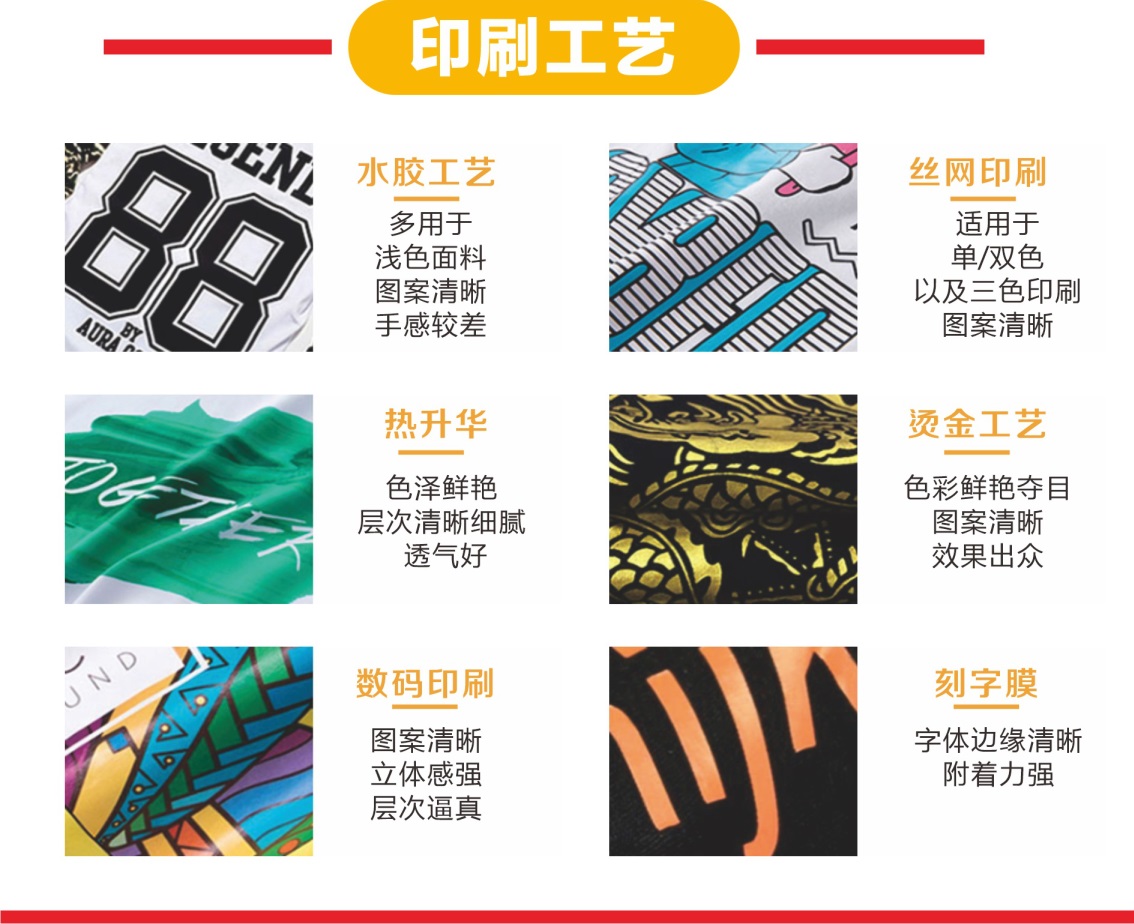 印刷工艺
GEND
88
BY
AURA CO
水胶工艺
多用于
浅色面料
图案清晰
手感较差
丝网印刷
适用于
单/双色
以及三色印刷
图案清晰
TOGETHER
热升华
色泽鲜艳
层次清晰细腻
透气好
烫金工艺
色彩鲜艳夺目
图案清晰
效果出众
UND
数码印刷
图案清晰
立体感强
层次逼真
刻字膜
字体边缘清晰
附着力强